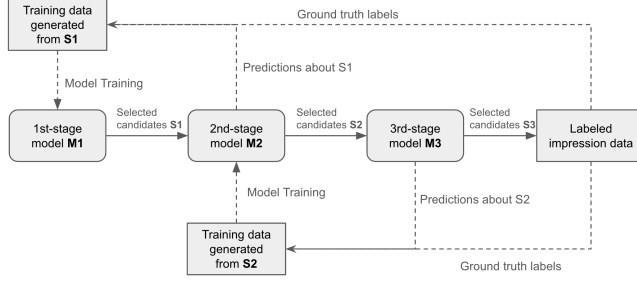 Training data
generated
from S1
Ground truth labels
Predictions about S1
Model Training
1st-stage
model M1
Selected
candidates S1
2nd-stage
model M2
Selected
candidates S2
3rd-stage
model M3
Selected
candidates S3
Labeled
impression data
Model Training
Predictions about S2
Training data
generated
from S2
Ground truth labels